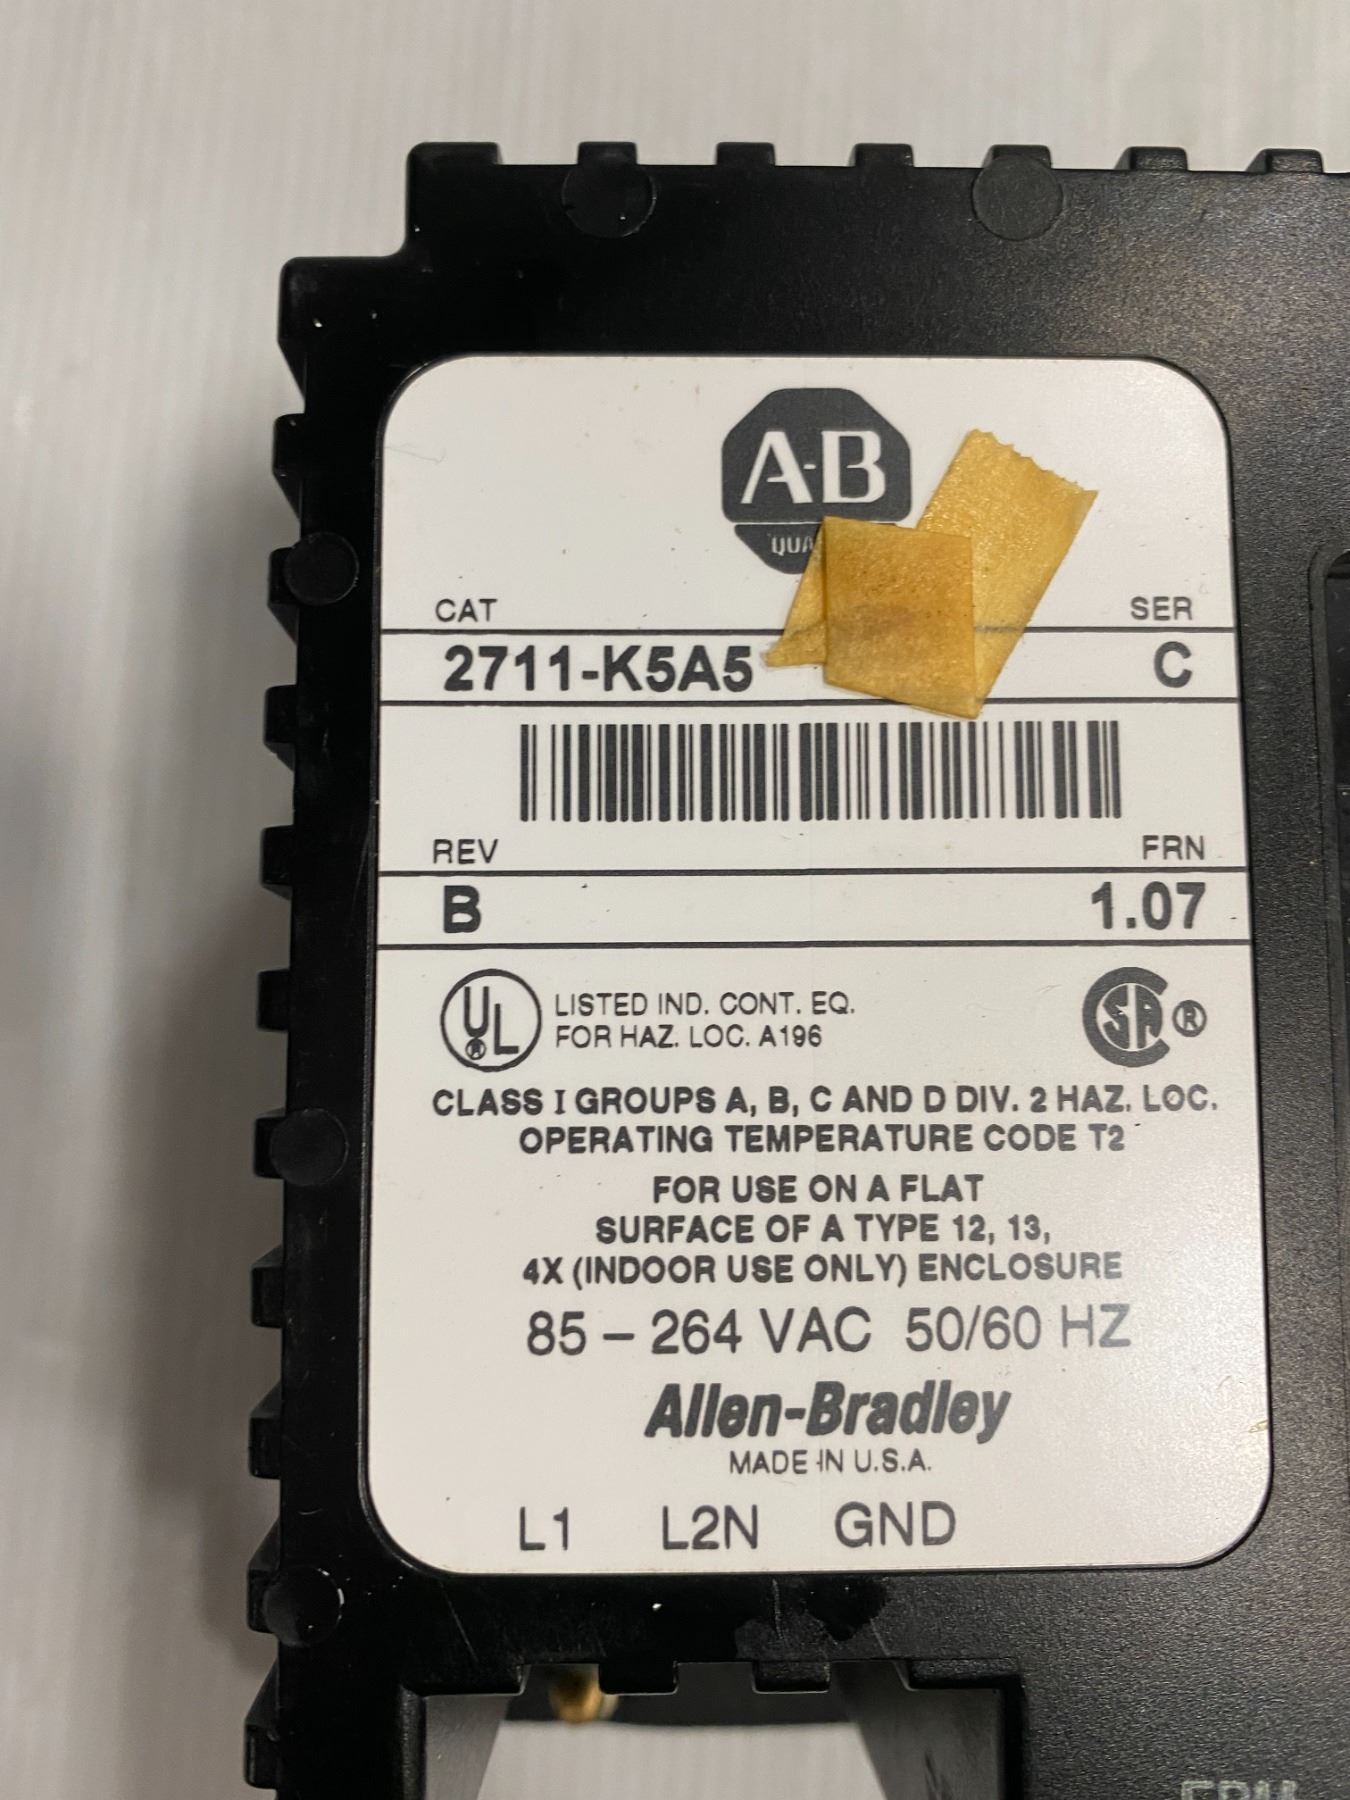 A-B
CAT
SER
2711-K5A5
C
REV
FRN
B
1.07
UL ®
LISTED IND. CONT. EQ.
FOR HAZ. LOC. A196
CSA ®
CLASS I GROUPS A, B, C AND D DIV. 2 HAZ. LOC.
OPERATING TEMPERATURE CODE T2
FOR USE ON A FLAT
SURFACE OF A TYPE 12, 13,
4X (INDOOR USE ONLY) ENCLOSURE
85 – 264 VAC 50/60 HZ
Allen-Bradley
MADE IN U.S.A.
L1 L2N GND